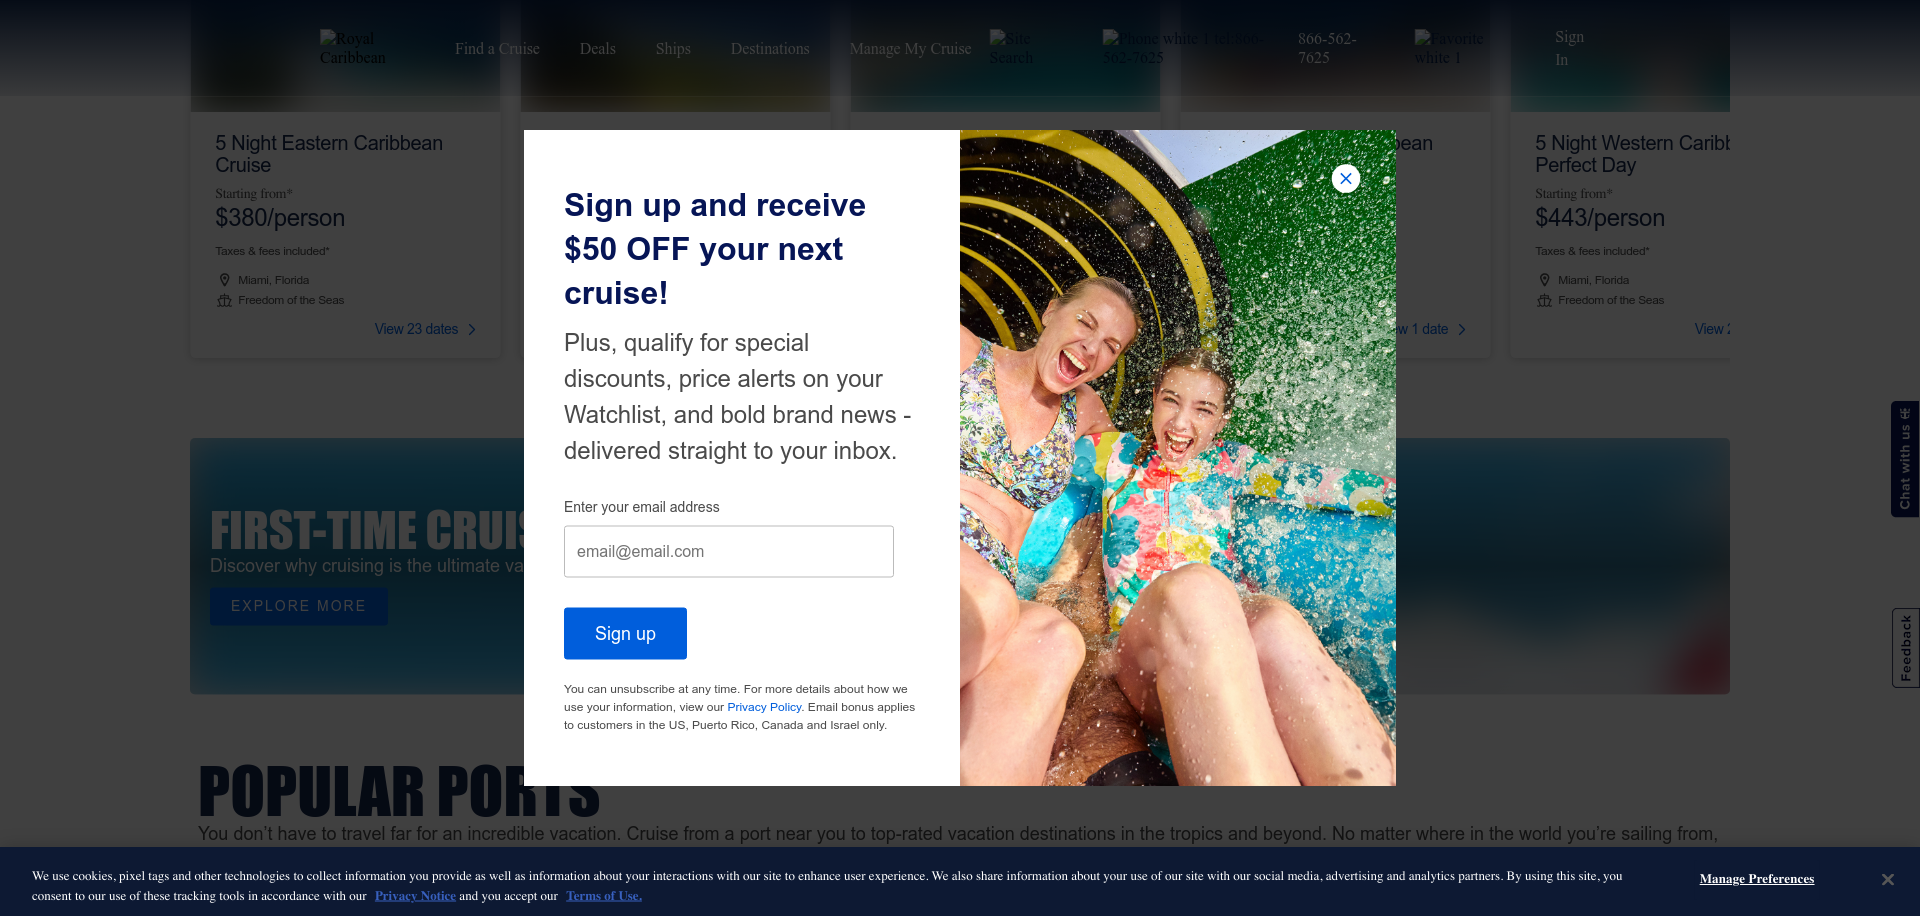 Royal
Caribbean
Find a Cruise
Deals
Ships
Destinations
Manage My Cruise
Site
Search
Phone white 1 tel:866-
562-7625
866-562-
7625
Favorite
white 1
Sign
In
5 Night Eastern Caribbean
Cruise
Starting from*
$380/person
Taxes & fees included*
Miami, Florida
Freedom of the Seas
View 23 dates
5 Night Western Carib
Perfect Day
Starting from*
$443/person
Taxes & fees included*
Miami, Florida
Freedom of the Seas
View 2
1 date
Sign up and receive
$50 OFF your next
cruise!
Plus, qualify for special
discounts, price alerts on your
Watchlist, and bold brand news -
delivered straight to your inbox.
Enter your email address
email@email.com
Sign up
You can unsubscribe at any time. For more details about how we
use your information, view our Privacy Policy. Email bonus applies
to customers in the US, Puerto Rico, Canada and Israel only.
FIRST-TIME CRUIS
Discover why cruising is the ultimate va
EXPLORE MORE
Chat with us
Feedback
POPULAR PORTS
You don't have to travel far for an incredible vacation. Cruise from a port near you to top-rated vacation destinations in the tropics and beyond. No matter where in the world you're sailing from,
We use cookies, pixel tags and other technologies to collect information you provide as well as information about your interactions with our site to enhance user experience. We also share information about your use of our site with our social media, advertising and analytics partners. By using this site, you
consent to our use of these tracking tools in accordance with our Privacy Notice and you accept our Terms of Use.
Manage Preferences